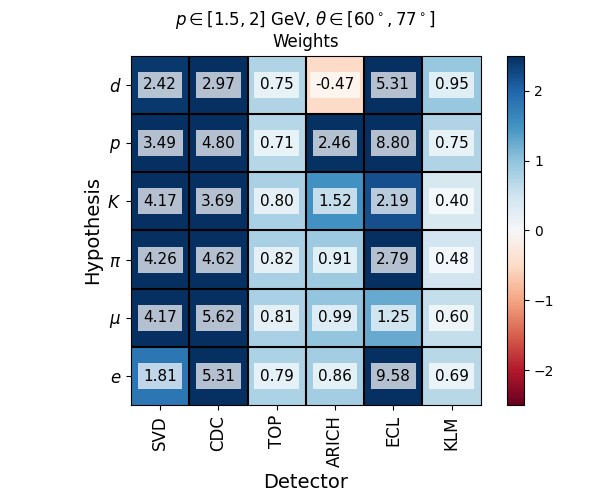 p ∈ [1.5, 2] GeV, θ ∈ [60°, 77°]
Weights
d 2.42 2.97 0.75 -0.47 5.31 0.95
p 3.49 4.80 0.71 2.46 8.80 0.75
K 4.17 3.69 0.80 1.52 2.19 0.40
π 4.26 4.62 0.82 0.91 2.79 0.48
μ 4.17 5.62 0.81 0.99 1.25 0.60
e 1.81 5.31 0.79 0.86 9.58 0.69
SVD CDC TOP ARICH ECL KLM
Detector
Hypothesis
2
1
0
−1
−2